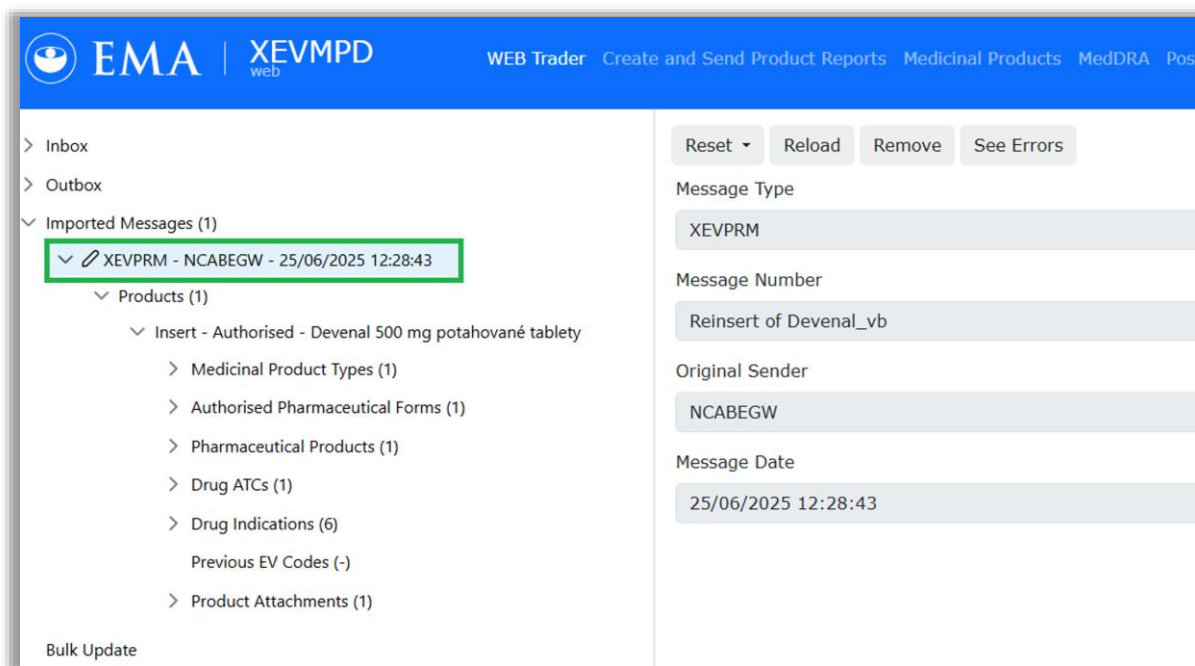 EMA | XEVMPD
web
WEB Trader Create and Send Product Reports Medicinal Products MedDRA
Inbox
Outbox
Imported Messages (1)
XEVPRM - NCABEGW - 25/06/2025 12:28:43
Products (1)
Insert - Authorised - Devenal 500 mg potahované tablety
Medicinal Product Types (1)
Authorised Pharmaceutical Forms (1)
Pharmaceutical Products (1)
Drug ATCs (1)
Drug Indications (6)
Previous EV Codes (-)
Product Attachments (1)
Bulk Update
Reset Reload Remove See Errors
Message Type
XEVPRM
Message Number
Reinsert of Devenal_vb
Original Sender
NCABEGW
Message Date
25/06/2025 12:28:43